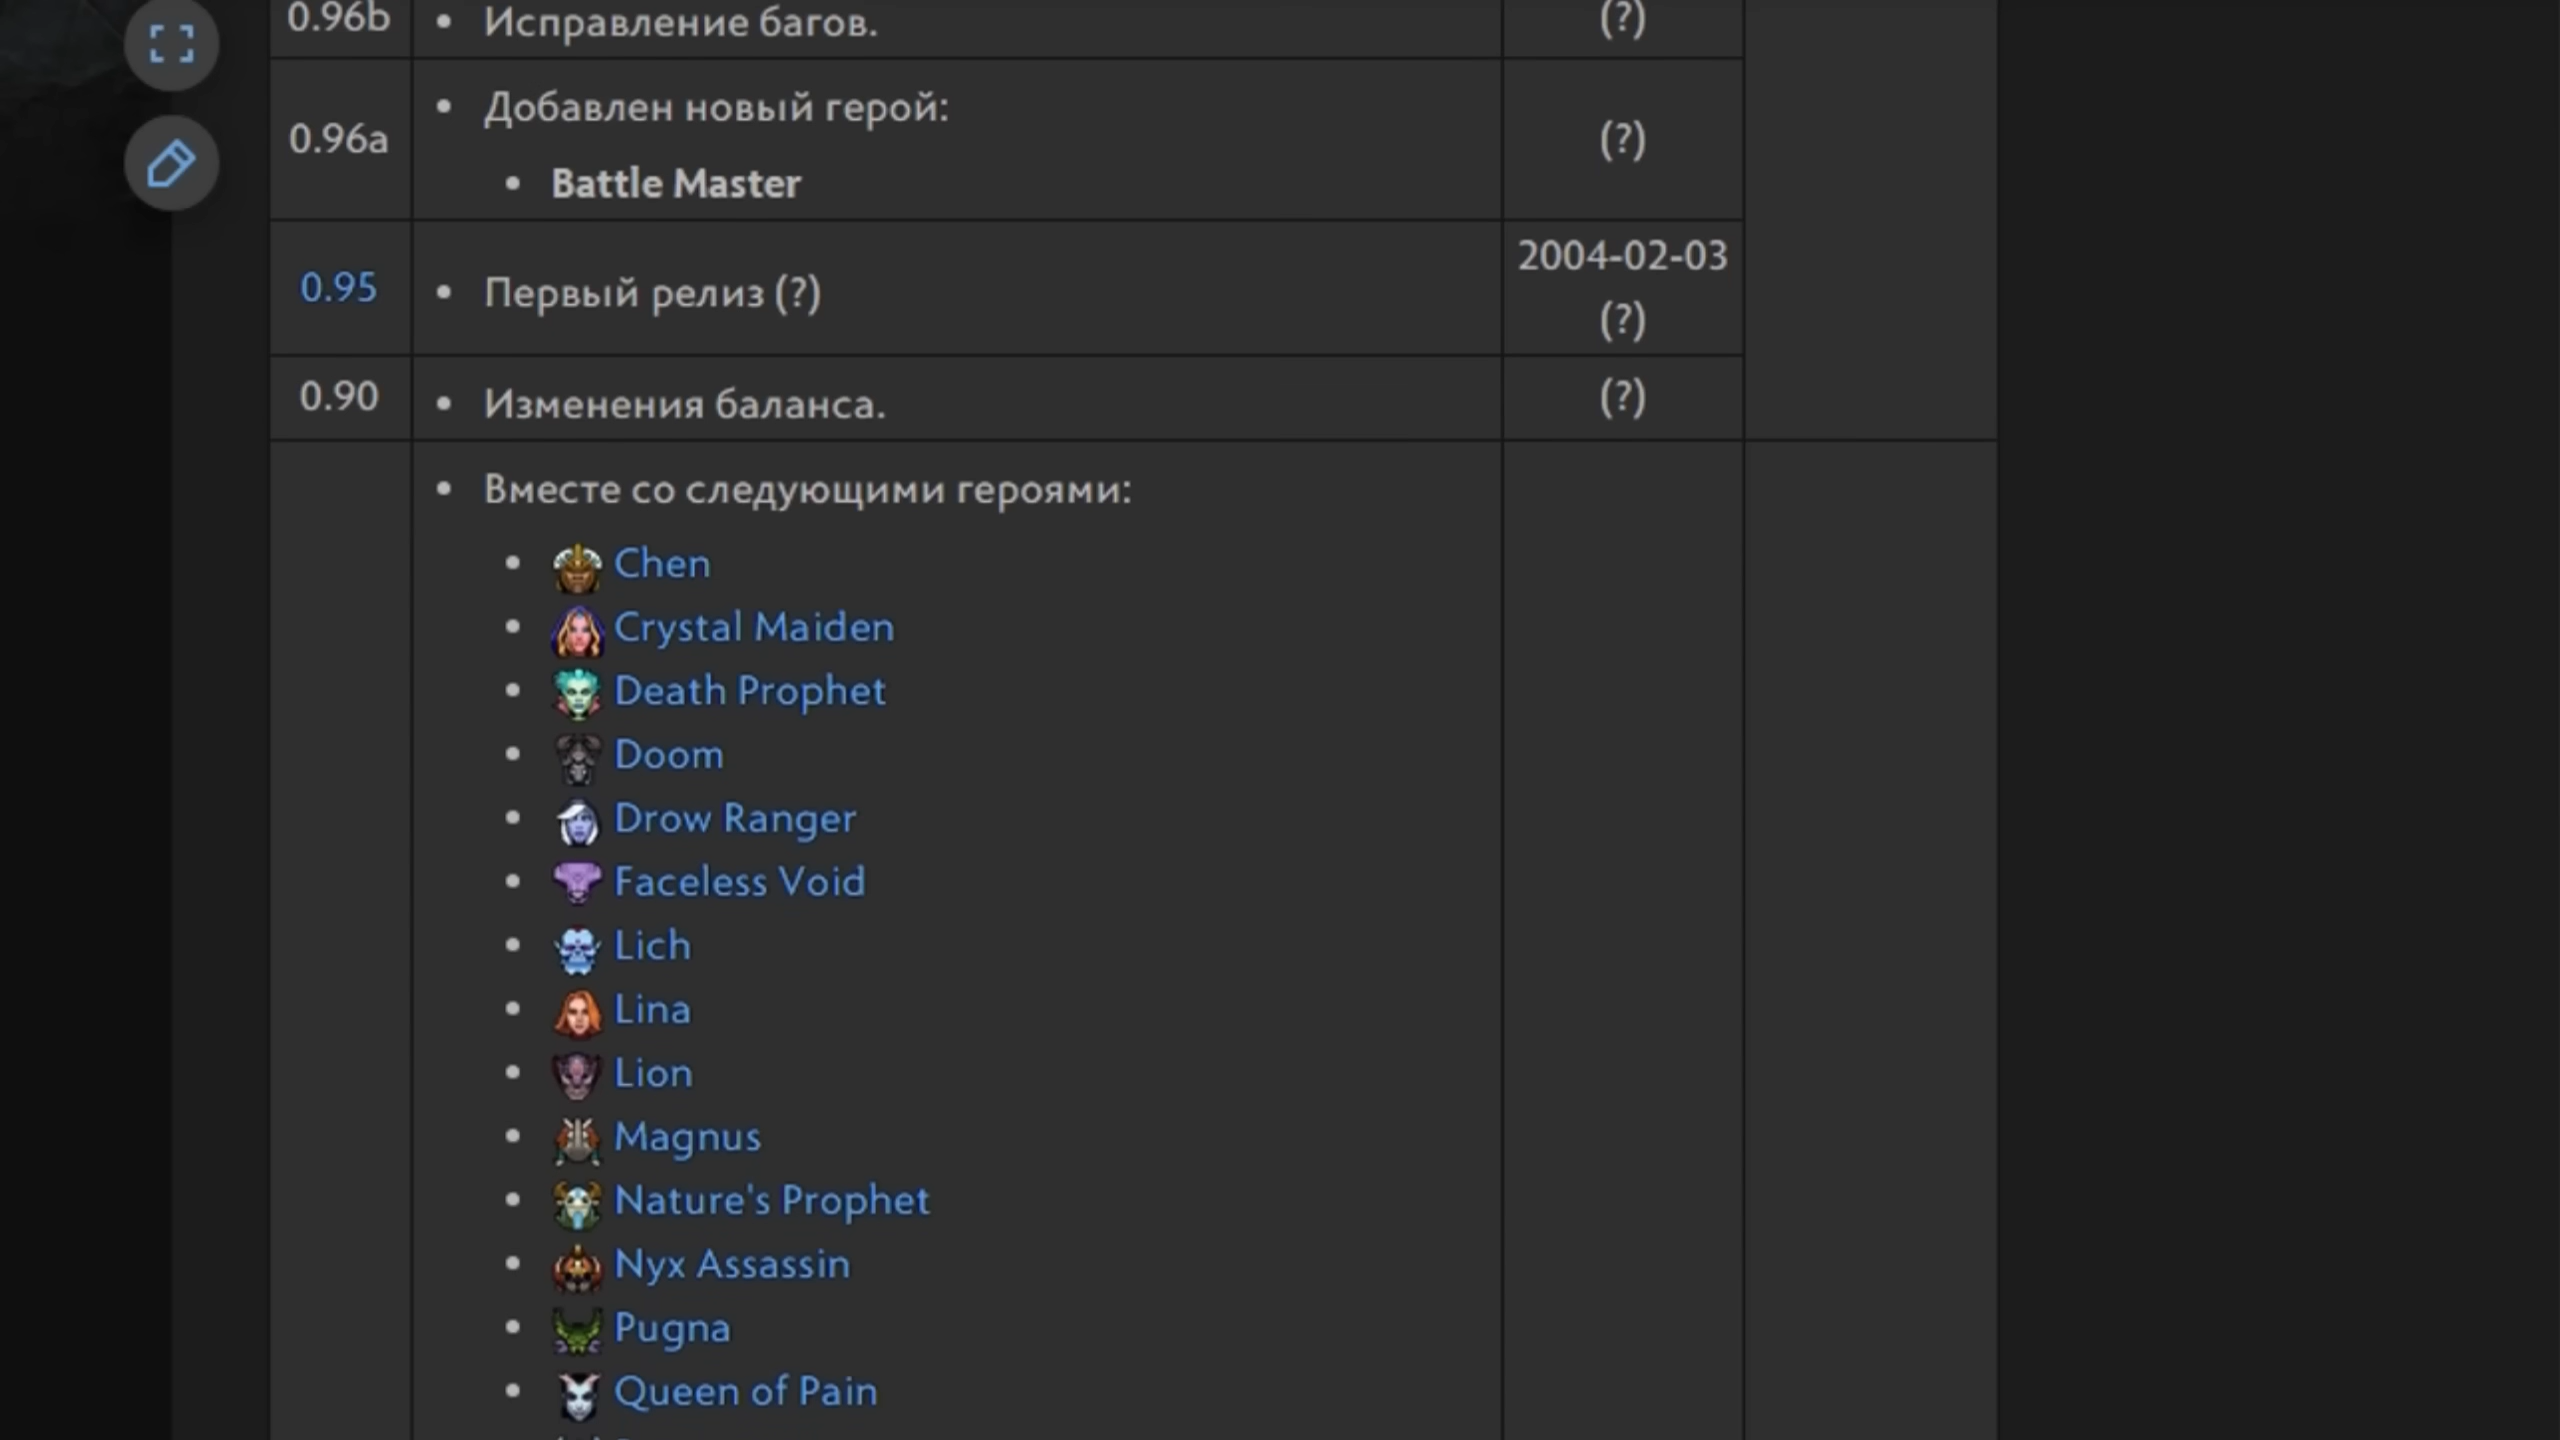 0.96b
Исправление багов.
(?)
0.96a
Добавлен новый герой:
Battle Master
(?)
0.95
Первый релиз (?)
2004-02-03
(?)
0.90
Изменения баланса.
(?)
Вместе со следующими героями:
Chen
Crystal Maiden
Death Prophet
Doom
Drow Ranger
Faceless Void
Lich
Lina
Lion
Magnus
Nature's Prophet
Nyx Assassin
Pugna
Queen of Pain